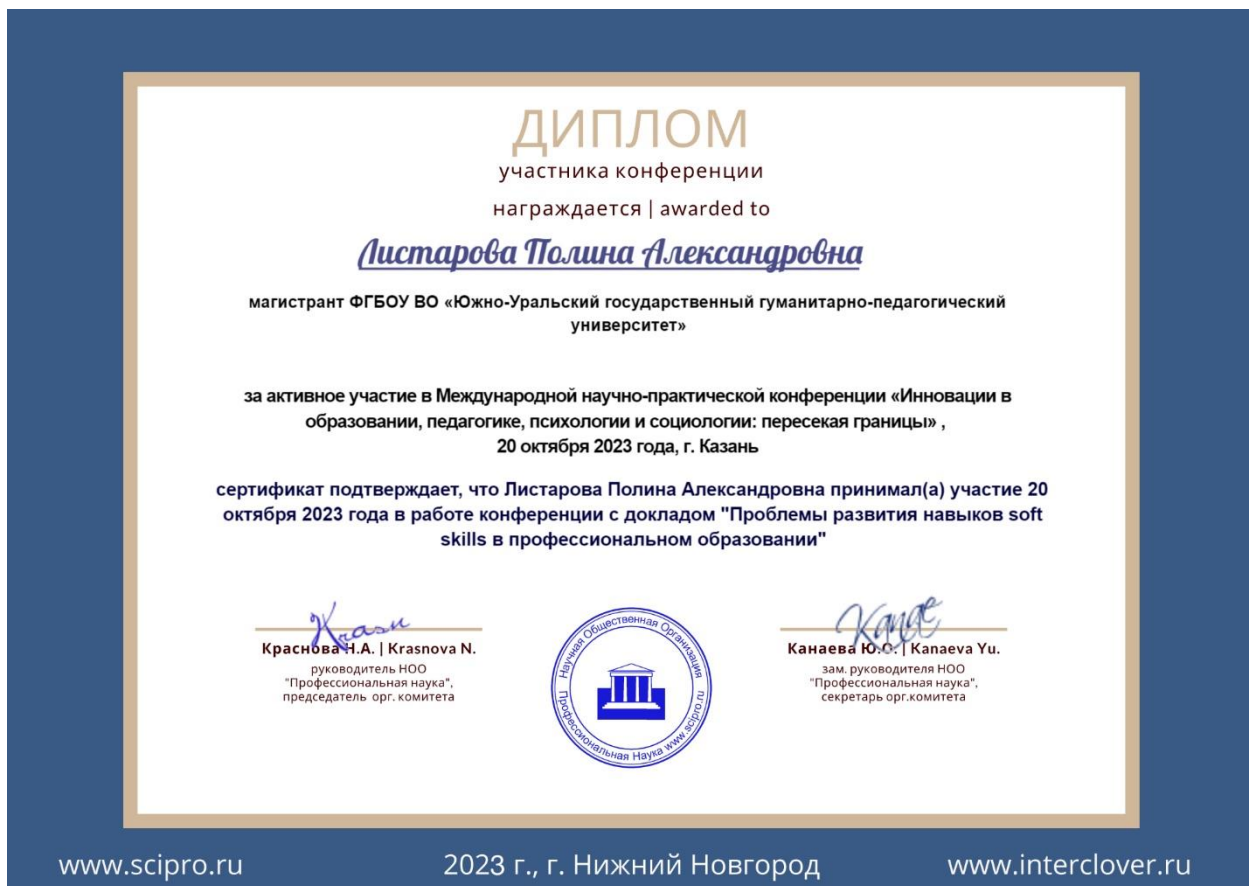 ДИПЛОМ
участника конференции
награждается | awarded to
Листарова Полина Александровна
магистрант ФГБОУ ВО «Южно-Уральский государственный гуманитарно-педагогический
университет»
за активное участие в Международной научно-практической конференции «Инновации в
образовании, педагогике, психологии и социологии: пересекая границы» ,
20 октября 2023 года, г. Казань
сертификат подтверждает, что Листарова Полина Александровна принимал(а) участие 20
октября 2023 года в работе конференции с докладом "Проблемы развития навыков soft
skills в профессиональном образовании"
Krasn
Краснова Н.А. | Krasnova N.
руководитель НОО
"Профессиональная наука",
председатель орг. комитета
Научная Общественная Организация
Профессиональная Наука www.scipro.ru
Kanae
Канаева Ю.О. | Kanaeva Yu.
зам. руководителя НОО
"Профессиональная наука",
секретарь орг.комитета
www.scipro.ru
2023 г., г. Нижний Новгород
www.interclover.ru